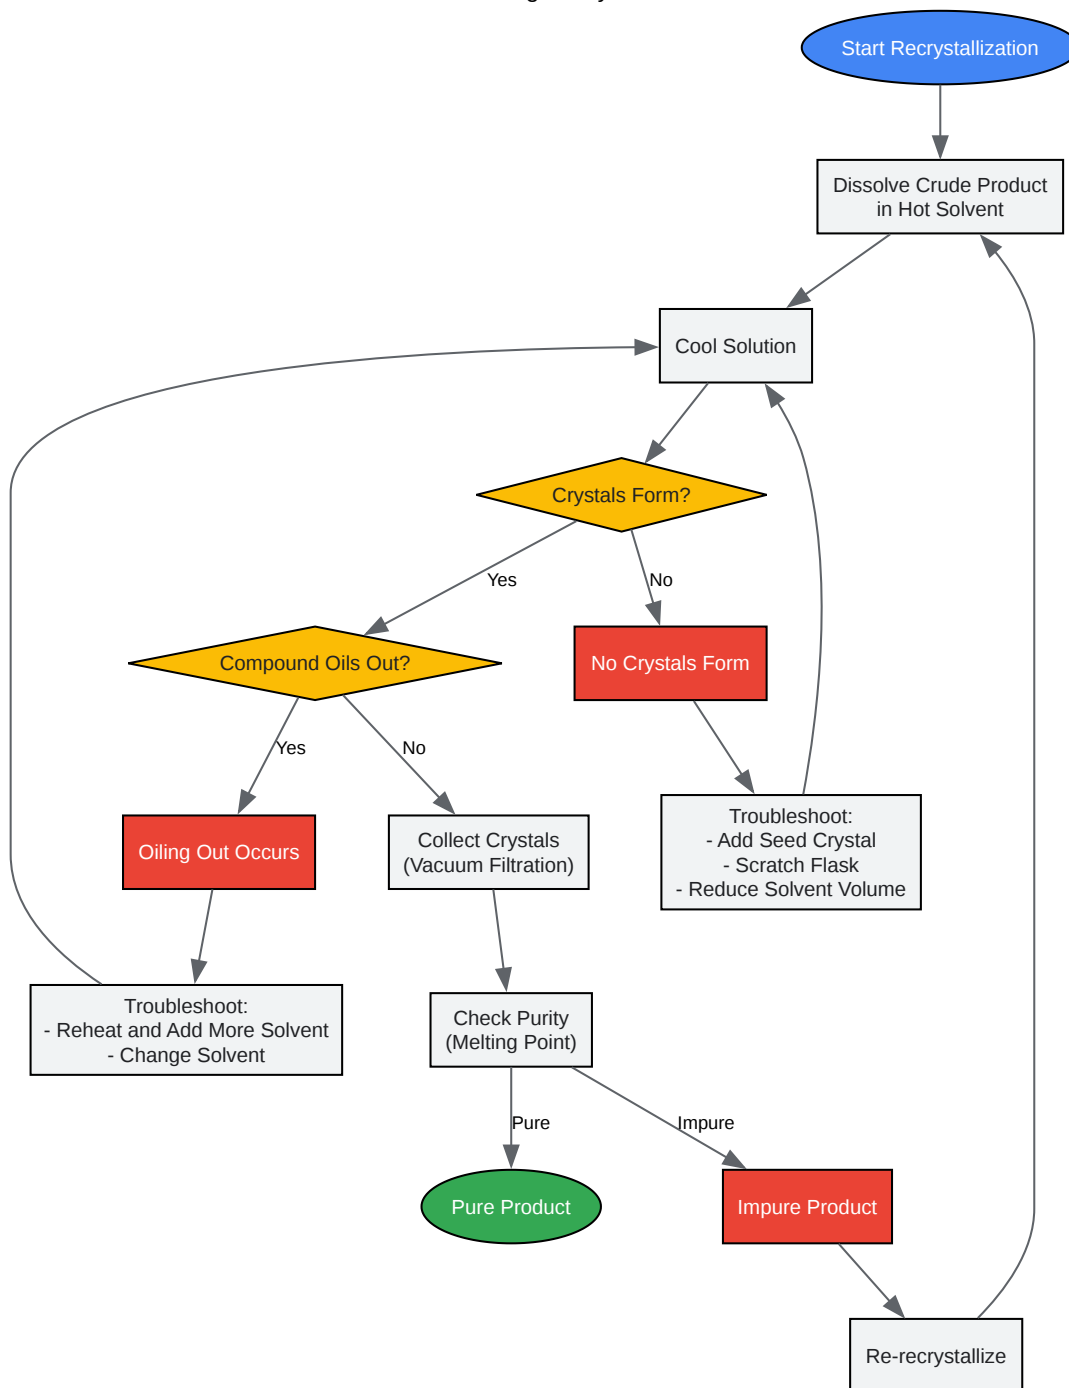 Start Recrystallization
Dissolve Crude Product
in Hot Solvent
Cool Solution
Crystals Form?
Yes
No
Compound Oils Out?
No Crystals Form
Yes
No
Oiling Out Occurs
Collect Crystals
(Vacuum Filtration)
Troubleshoot:
- Add Seed Crystal
- Scratch Flask
- Reduce Solvent Volume
Troubleshoot:
- Reheat and Add More Solvent
- Change Solvent
Check Purity
(Melting Point)
Pure
Impure
Pure Product
Impure Product
Re-recrystallize